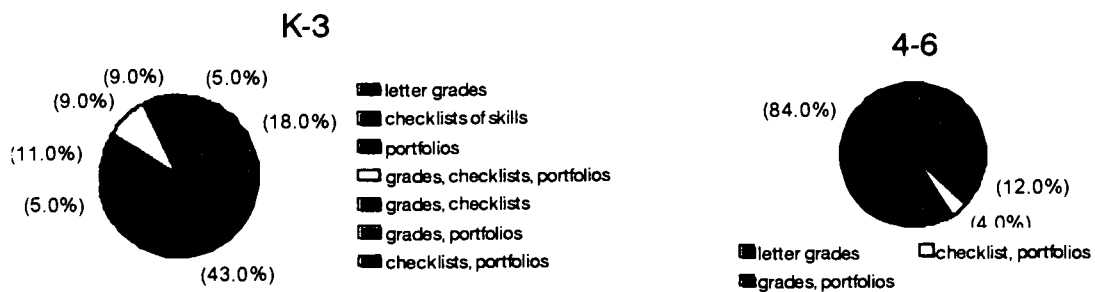 K-3
(9.0%)
(5.0%)
(9.0%)
(18.0%)
(11.0%)
(5.0%)
(43.0%)
letter grades
checklists of skills
portfolios
grades, checklists, portfolios
grades, checklists
grades, portfolios
checklists, portfolios
4-6
(84.0%)
(12.0%)
(4.0%)
letter grades
checklist, portfolios
grades, portfolios